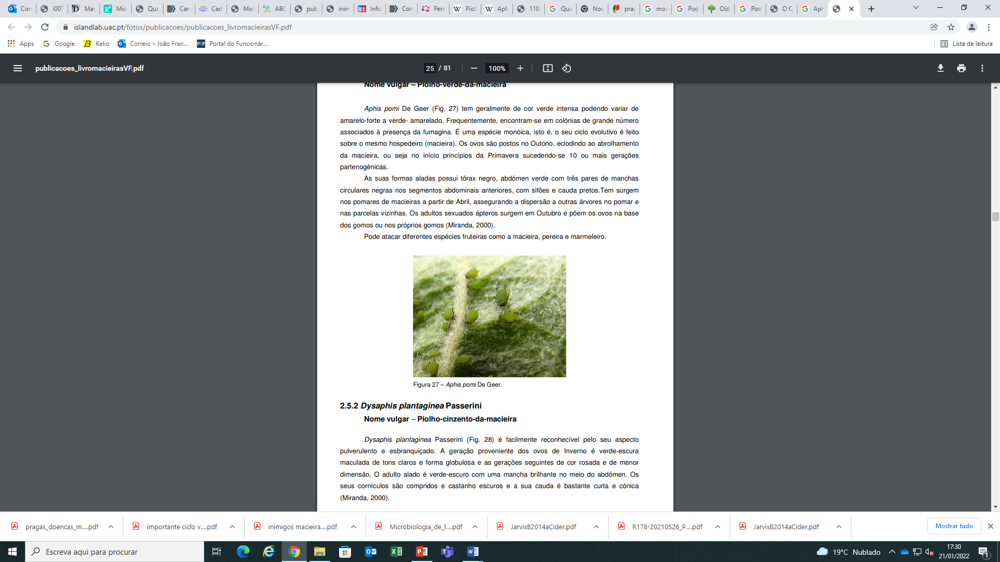 Corr
i007
Mar
Micr
Qua
Cara
Cad
Mic
ABC
pub
inim
Info
Con
Pere
Piol
Aph
110
Qua
Nov
prag
mos
Pod
Oíd
Pod
O C
Aph
islandlab.uac.pt/fotos/publicacoes/publicacoes_livromacieirasVF.pdf
Apps Google Kelio Correio – João Fran... PFP Portal do Funcionár... Lista de leitura
publicacoes_livromacieirasVF.pdf 25 / 81 — 100% +
Nome vulgar – Piolho-verde-da-macieira
Aphis pomi De Geer (Fig. 27) tem geralmente de cor verde intensa podendo variar de
amarelo-forte a verde- amarelado. Frequentemente, encontram-se em colónias de grande número
associados à presença da fumagina. É uma espécie monóica, isto é, o seu ciclo evolutivo é feito
sobre o mesmo hospedeiro (macieira). Os ovos são postos no Outono, eclodindo ao abrolhamento
da macieira, ou seja no início princípios da Primavera sucedendo-se 10 ou mais gerações
partenogénicas.
As suas formas aladas possui tórax negro, abdómen verde com três pares de manchas
circulares negras nos segmentos abdominais anteriores, com sifões e cauda pretos.Tem surgem
nos pomares de macieiras a partir de Abril, assegurando a dispersão a outras árvores no pomar e
nas parcelas vizinhas. Os adultos sexuados ápteros surgem em Outubro e põem os ovos na base
dos gomos ou nos próprios gomos (Miranda, 2000).
Pode atacar diferentes espécies fruteiras como a macieira, pereira e marmeleiro.
Figura 27 – Aphis pomi De Geer.
2.5.2 Dysaphis plantaginea Passerini
Nome vulgar – Piolho-cinzento-da-macieira
Dysaphis plantaginea Passerini (Fig. 28) é facilmente reconhecível pelo seu aspecto
pulverulento e esbranquiçado. A geração proveniente dos ovos de Inverno é verde-escura
maculada de tons claros e forma globulosa e as gerações seguintes de cor rosada e de menor
dimensão. O adulto alado é verde-escuro com uma mancha brilhante no meio do abdómen. Os
seus cornículos são compridos e castanho escuros e a sua cauda é bastante curta e cónica
(Miranda, 2000).
pragas_doencas_m....pdf
importante ciclo v....pdf
inimigos macieira....pdf
Microbiologia_de_l....pdf
JarvisB2014aCider.pdf
R178-20210526_P....pdf
JarvisB2014aCider.pdf
Mostrar tudo
Escreva aqui para procurar
19°C Nublado
17:30
21/01/2022
1